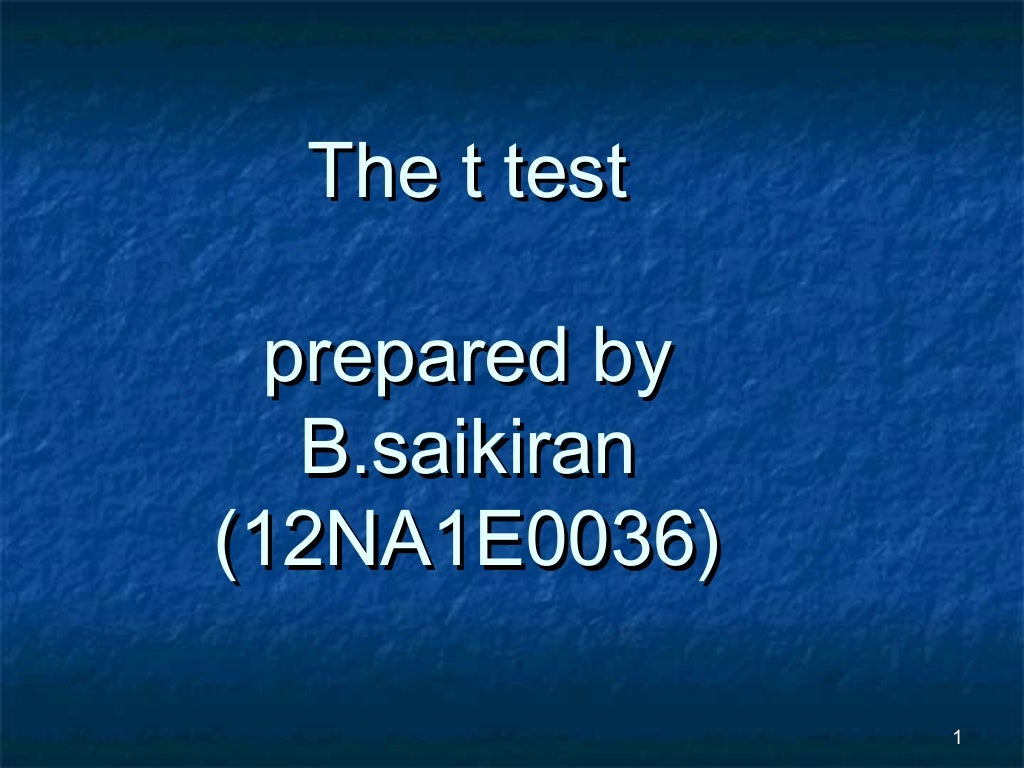 The t test
prepared by
B.saikiran
(12NA1E0036)
1